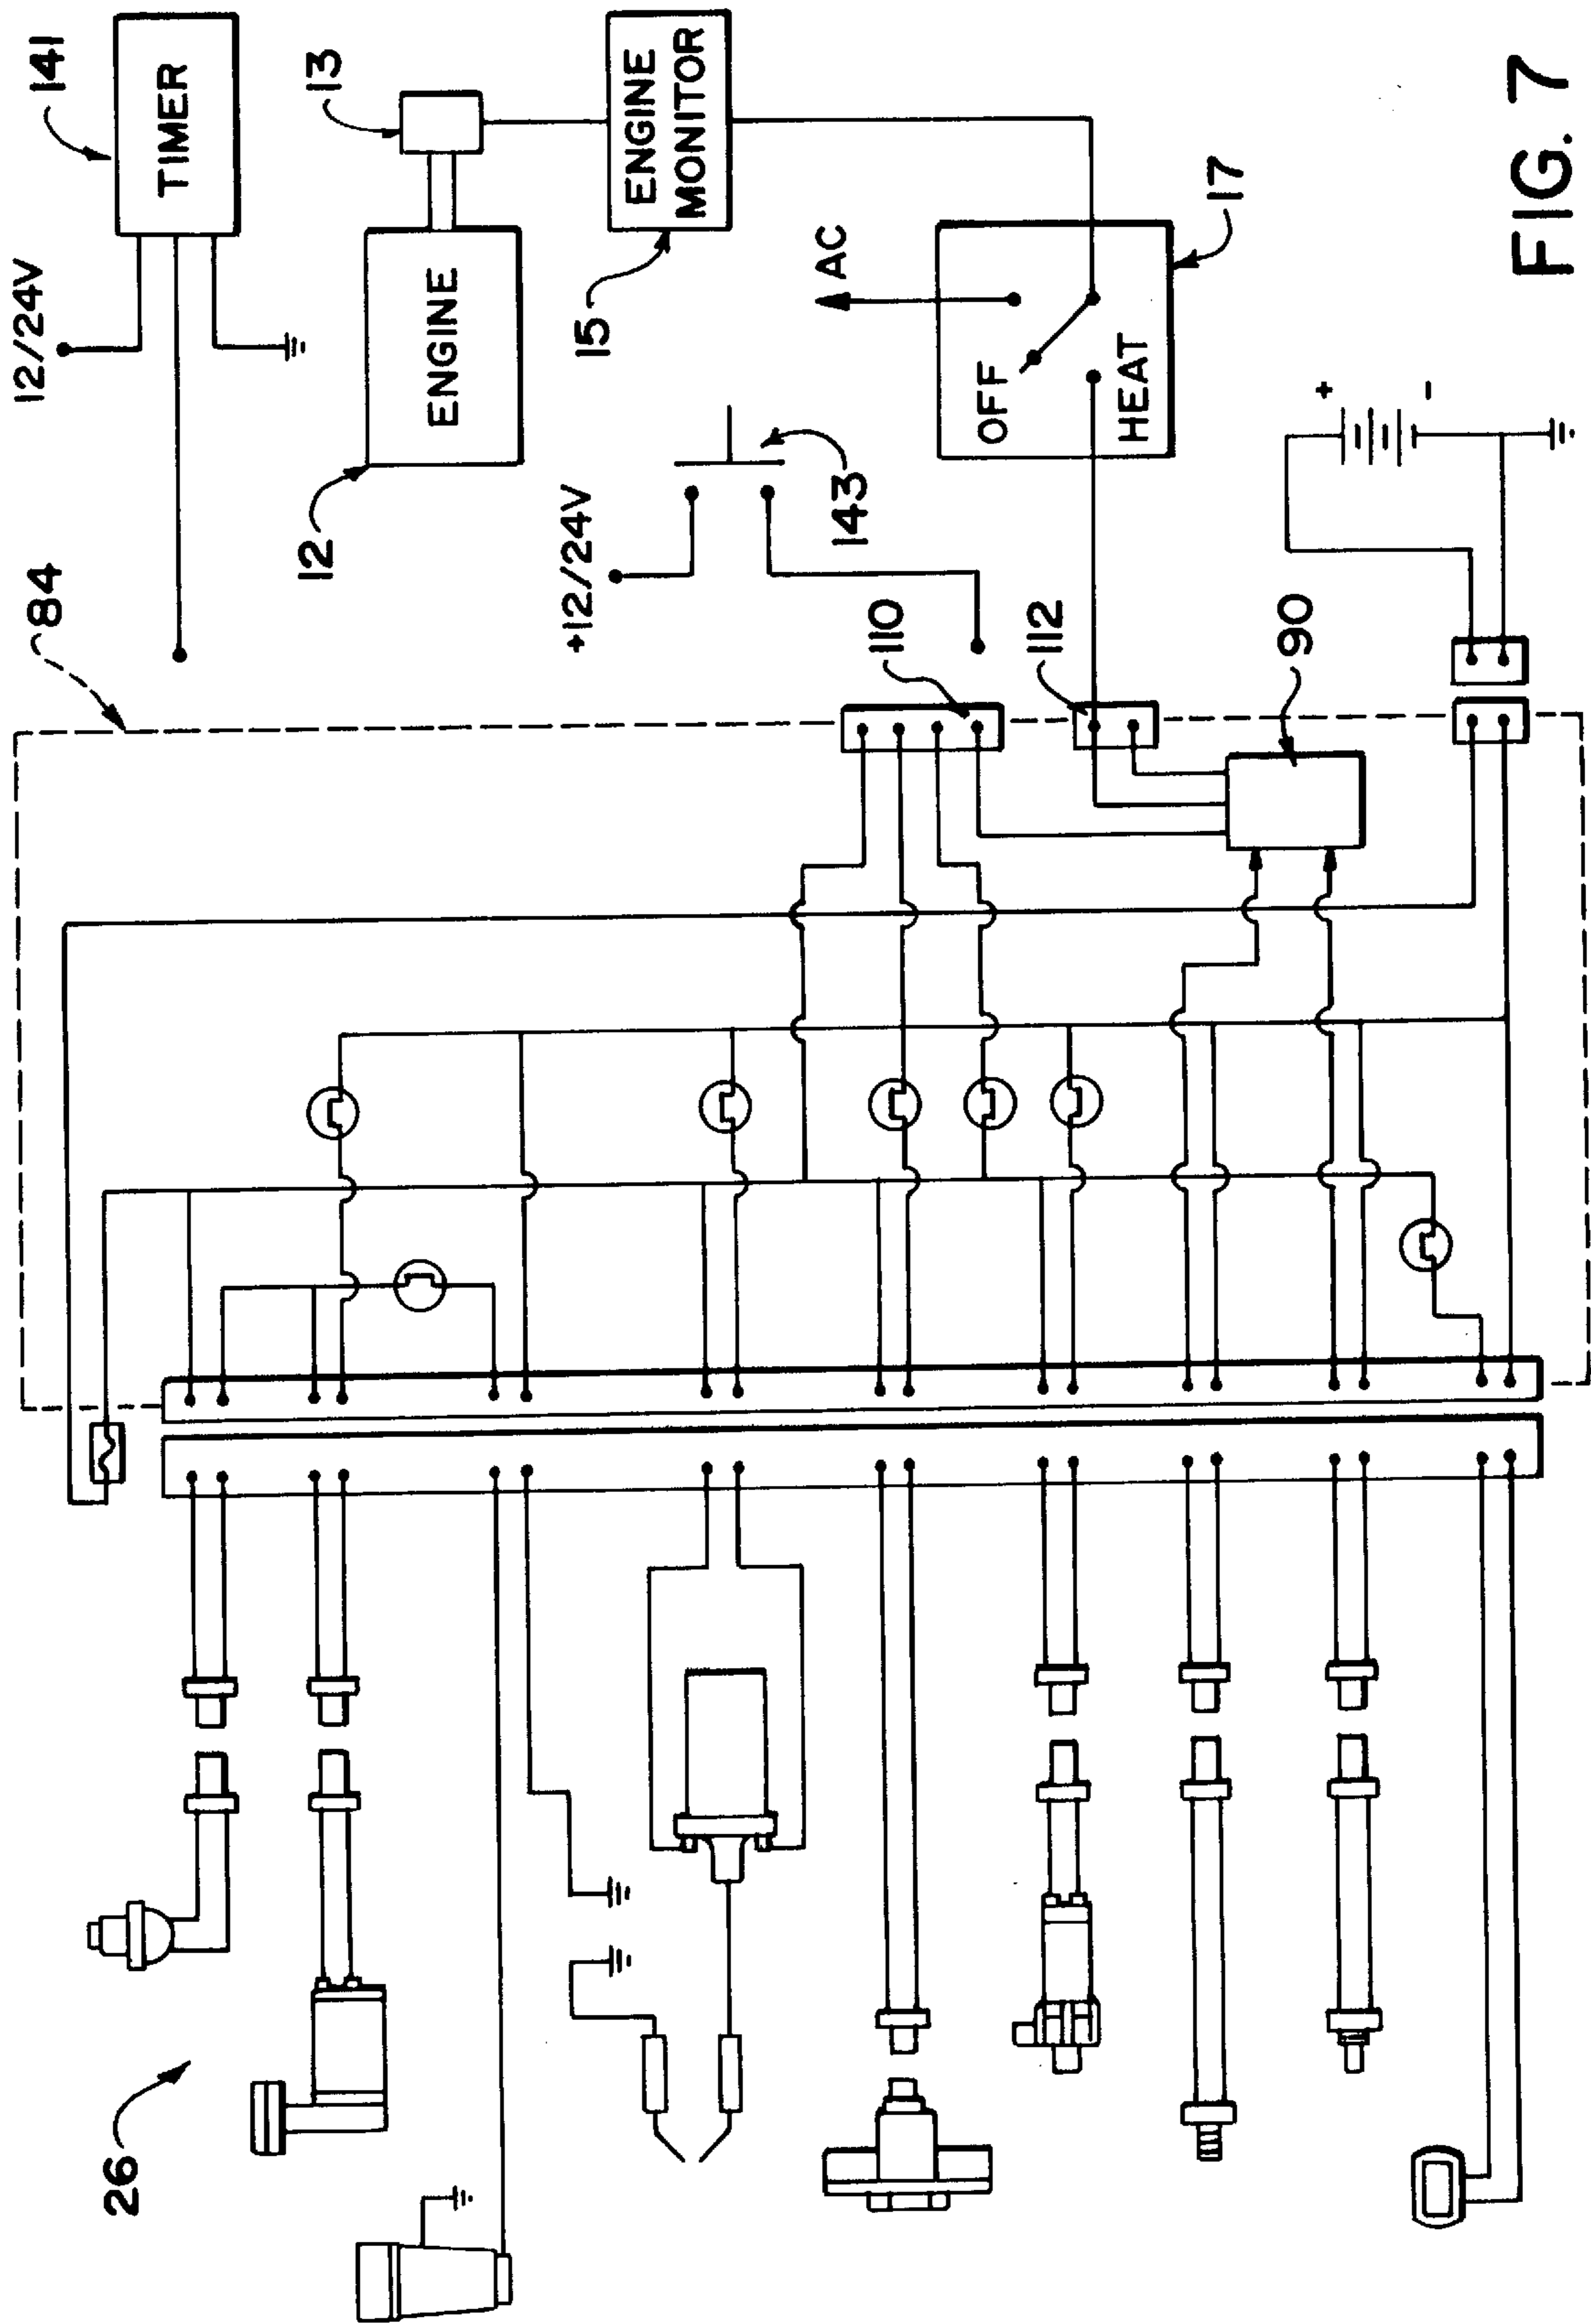 141
TIMER
12/24V
13
ENGINE
12
ENGINE
MONITOR
15
AC
OFF
HEAT
17
+12/24V
143
84
110
112
90
+
-
26
FIG. 7